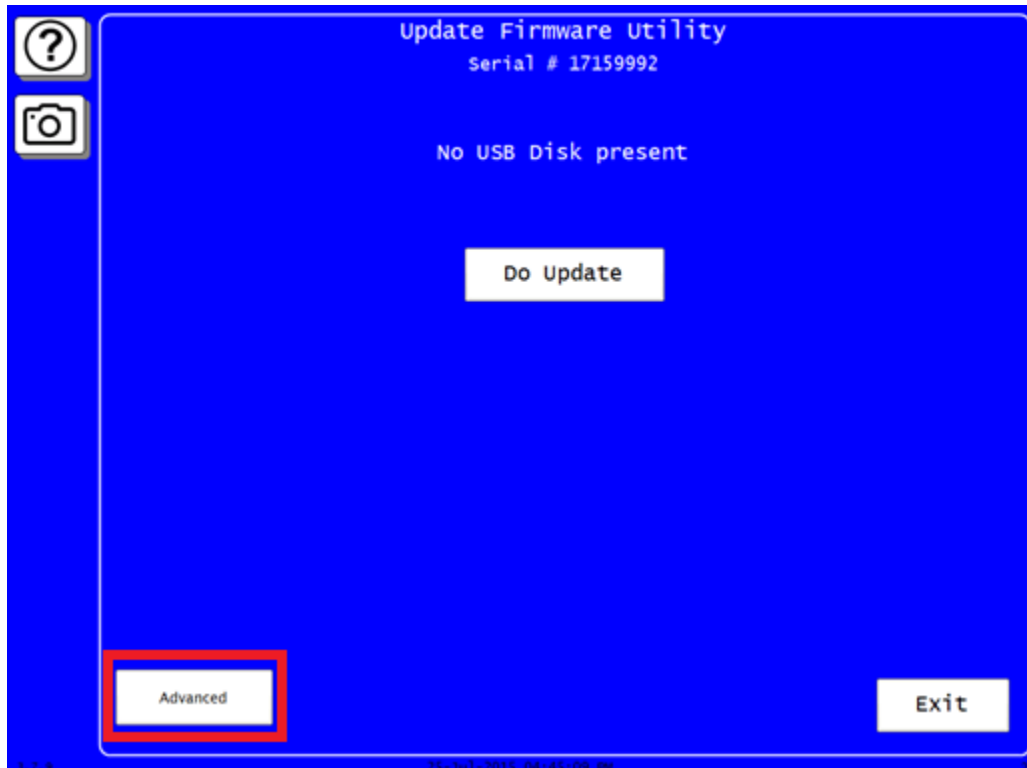 ?
Update Firmware Utility
Serial # 17159992
No USB Disk present
Do Update
Advanced
Exit